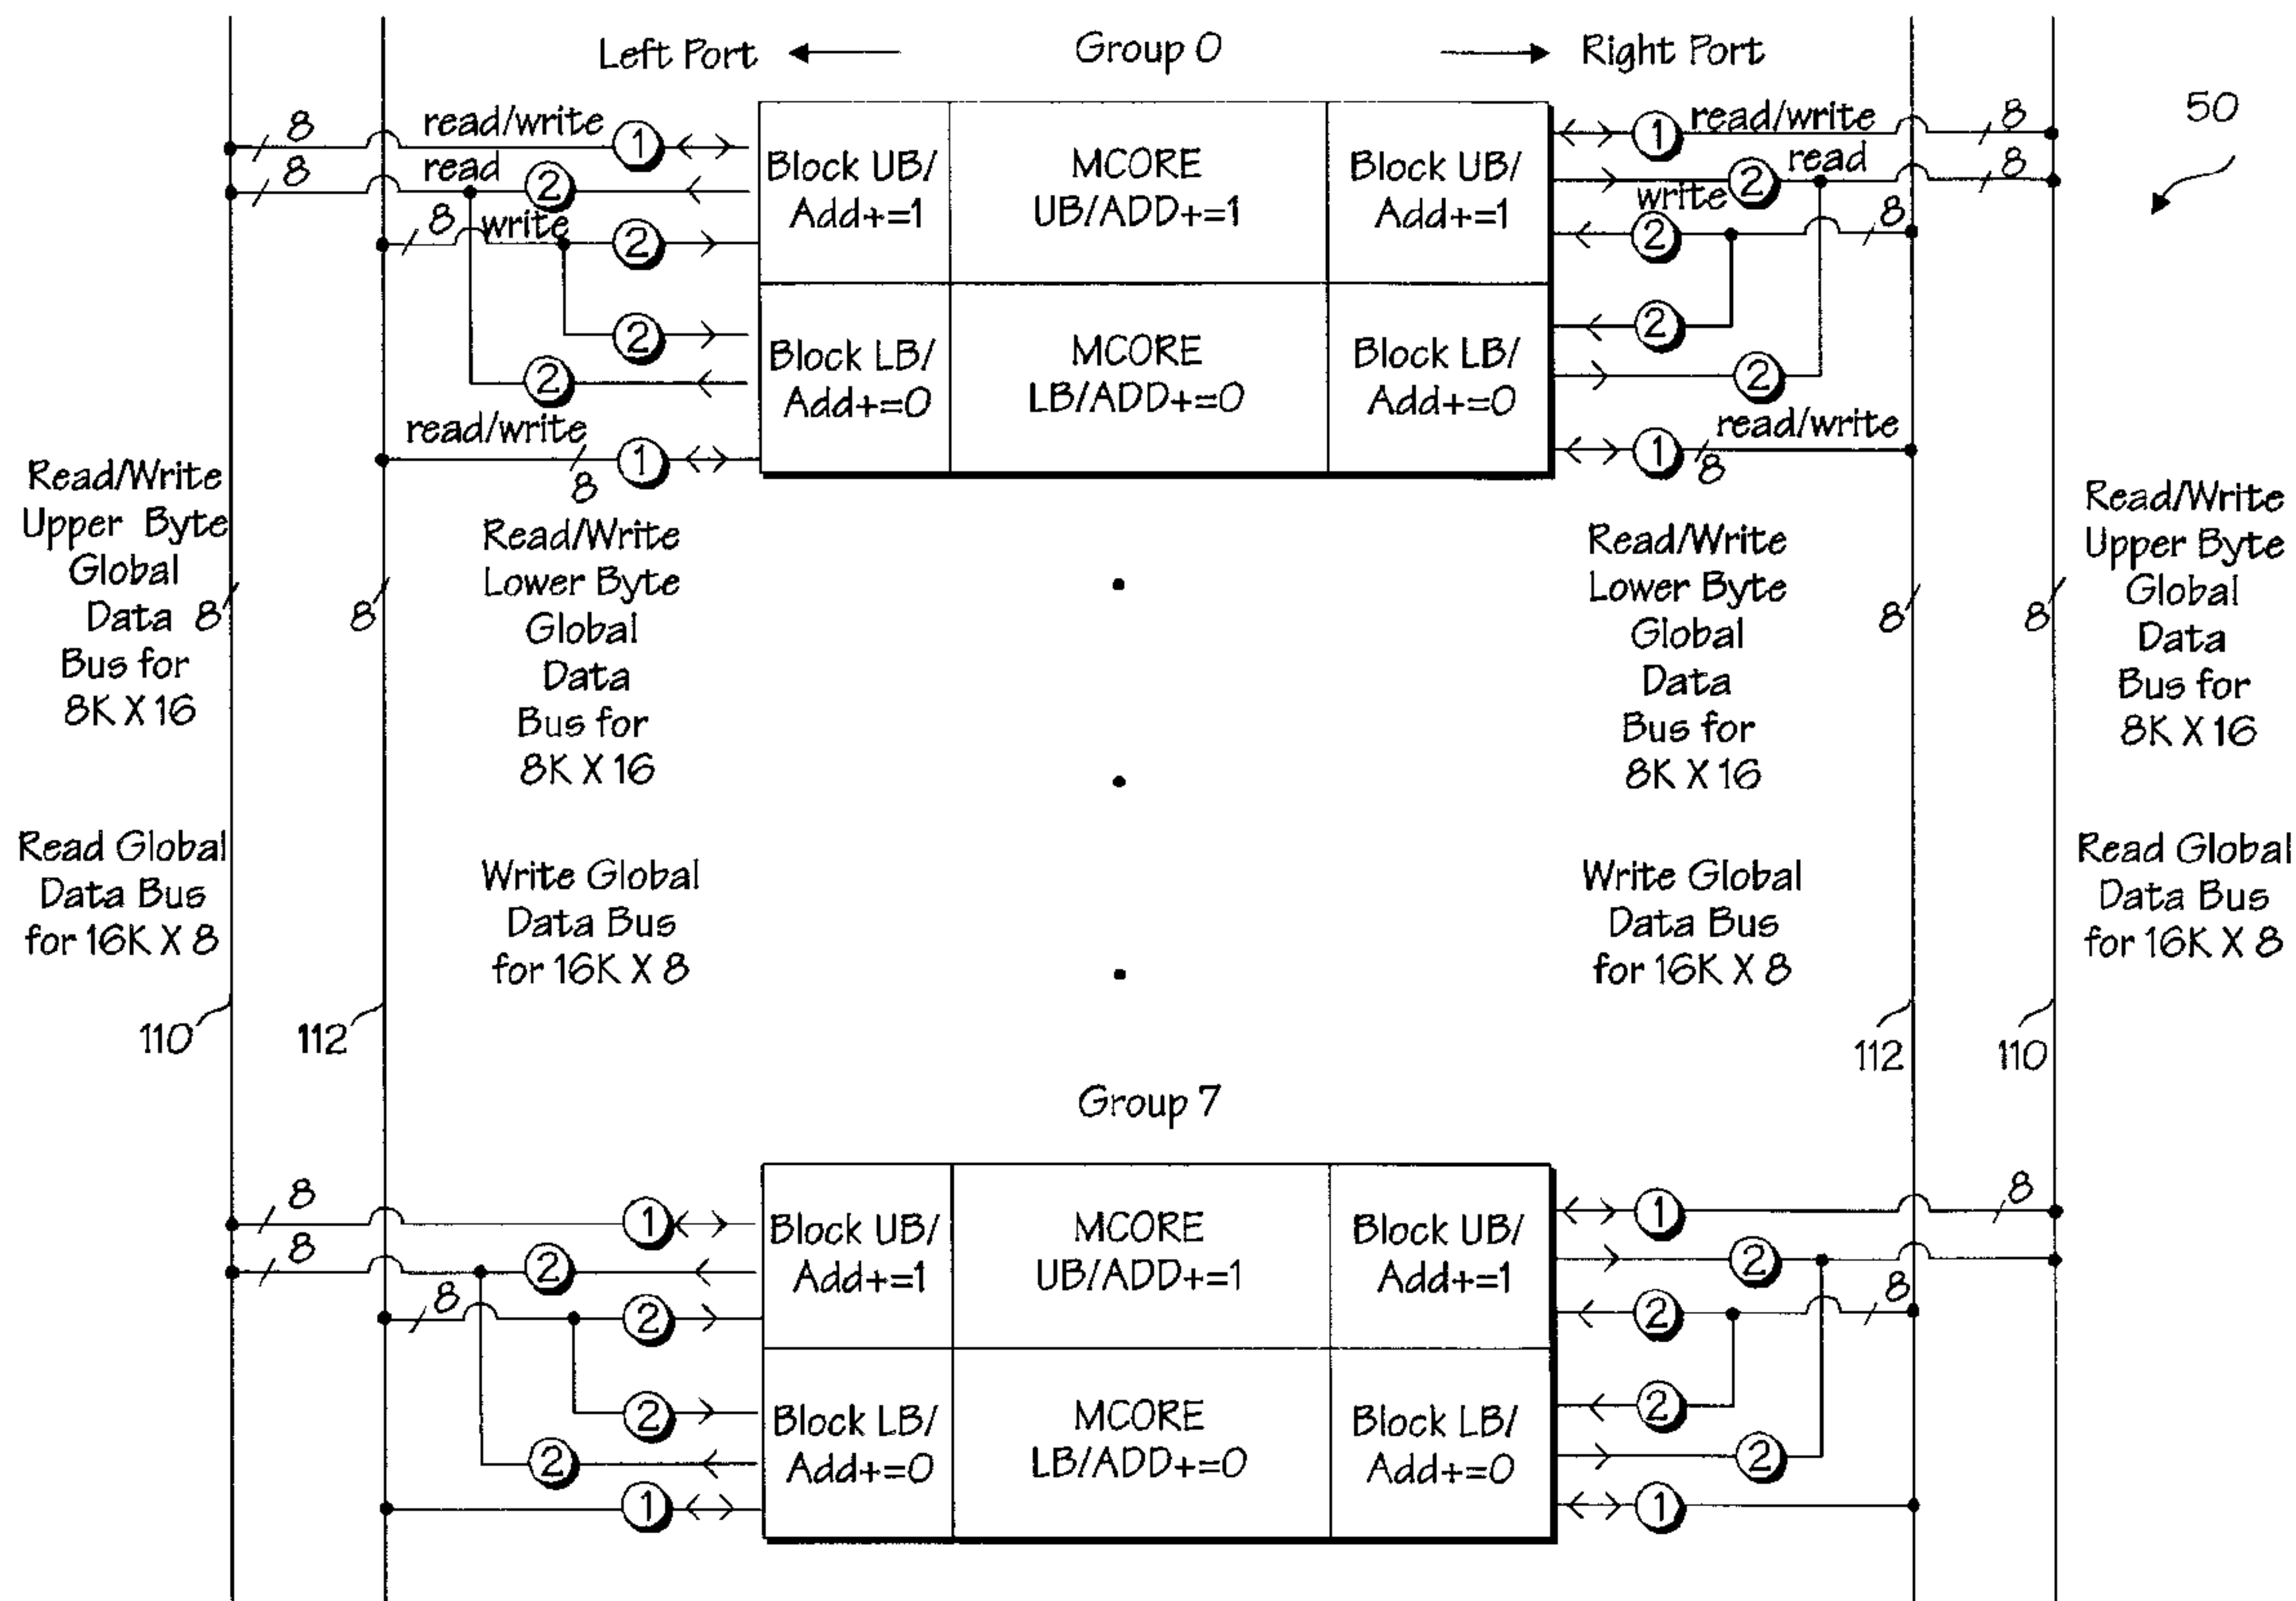 Left Port
Group 0
Right Port
50
8
read/write
1
1
read/write
8
8
read
2
2
read
8
8
write
2
write
2
8
Block UB/
Add+=1
MCORE
UB/ADD+=1
Block UB/
Add+=1
2
2
2
2
Block LB/
Add+=0
MCORE
LB/ADD+=0
Block LB/
Add+=0
read/write
8
1
1
8
read/write
Read/Write
Upper Byte
Global
Data
Bus for
8K X 16
8
8
Read/Write
Lower Byte
Global
Data
Bus for
8K X 16
Read/Write
Lower Byte
Global
Data
Bus for
8K X 16
8
8
Read/Write
Upper Byte
Global
Data
Bus for
8K X 16
Read Global
Data Bus
for 16K X 8
Write Global
Data Bus
for 16K X 8
Write Global
Data Bus
for 16K X 8
Read Global
Data Bus
for 16K X 8
110
112
112
110
Group 7
8
1
1
8
8
2
2
8
2
2
8
Block UB/
Add+=1
MCORE
UB/ADD+=1
Block UB/
Add+=1
2
2
2
2
Block LB/
Add+=0
MCORE
LB/ADD+=0
Block LB/
Add+=0
1
1